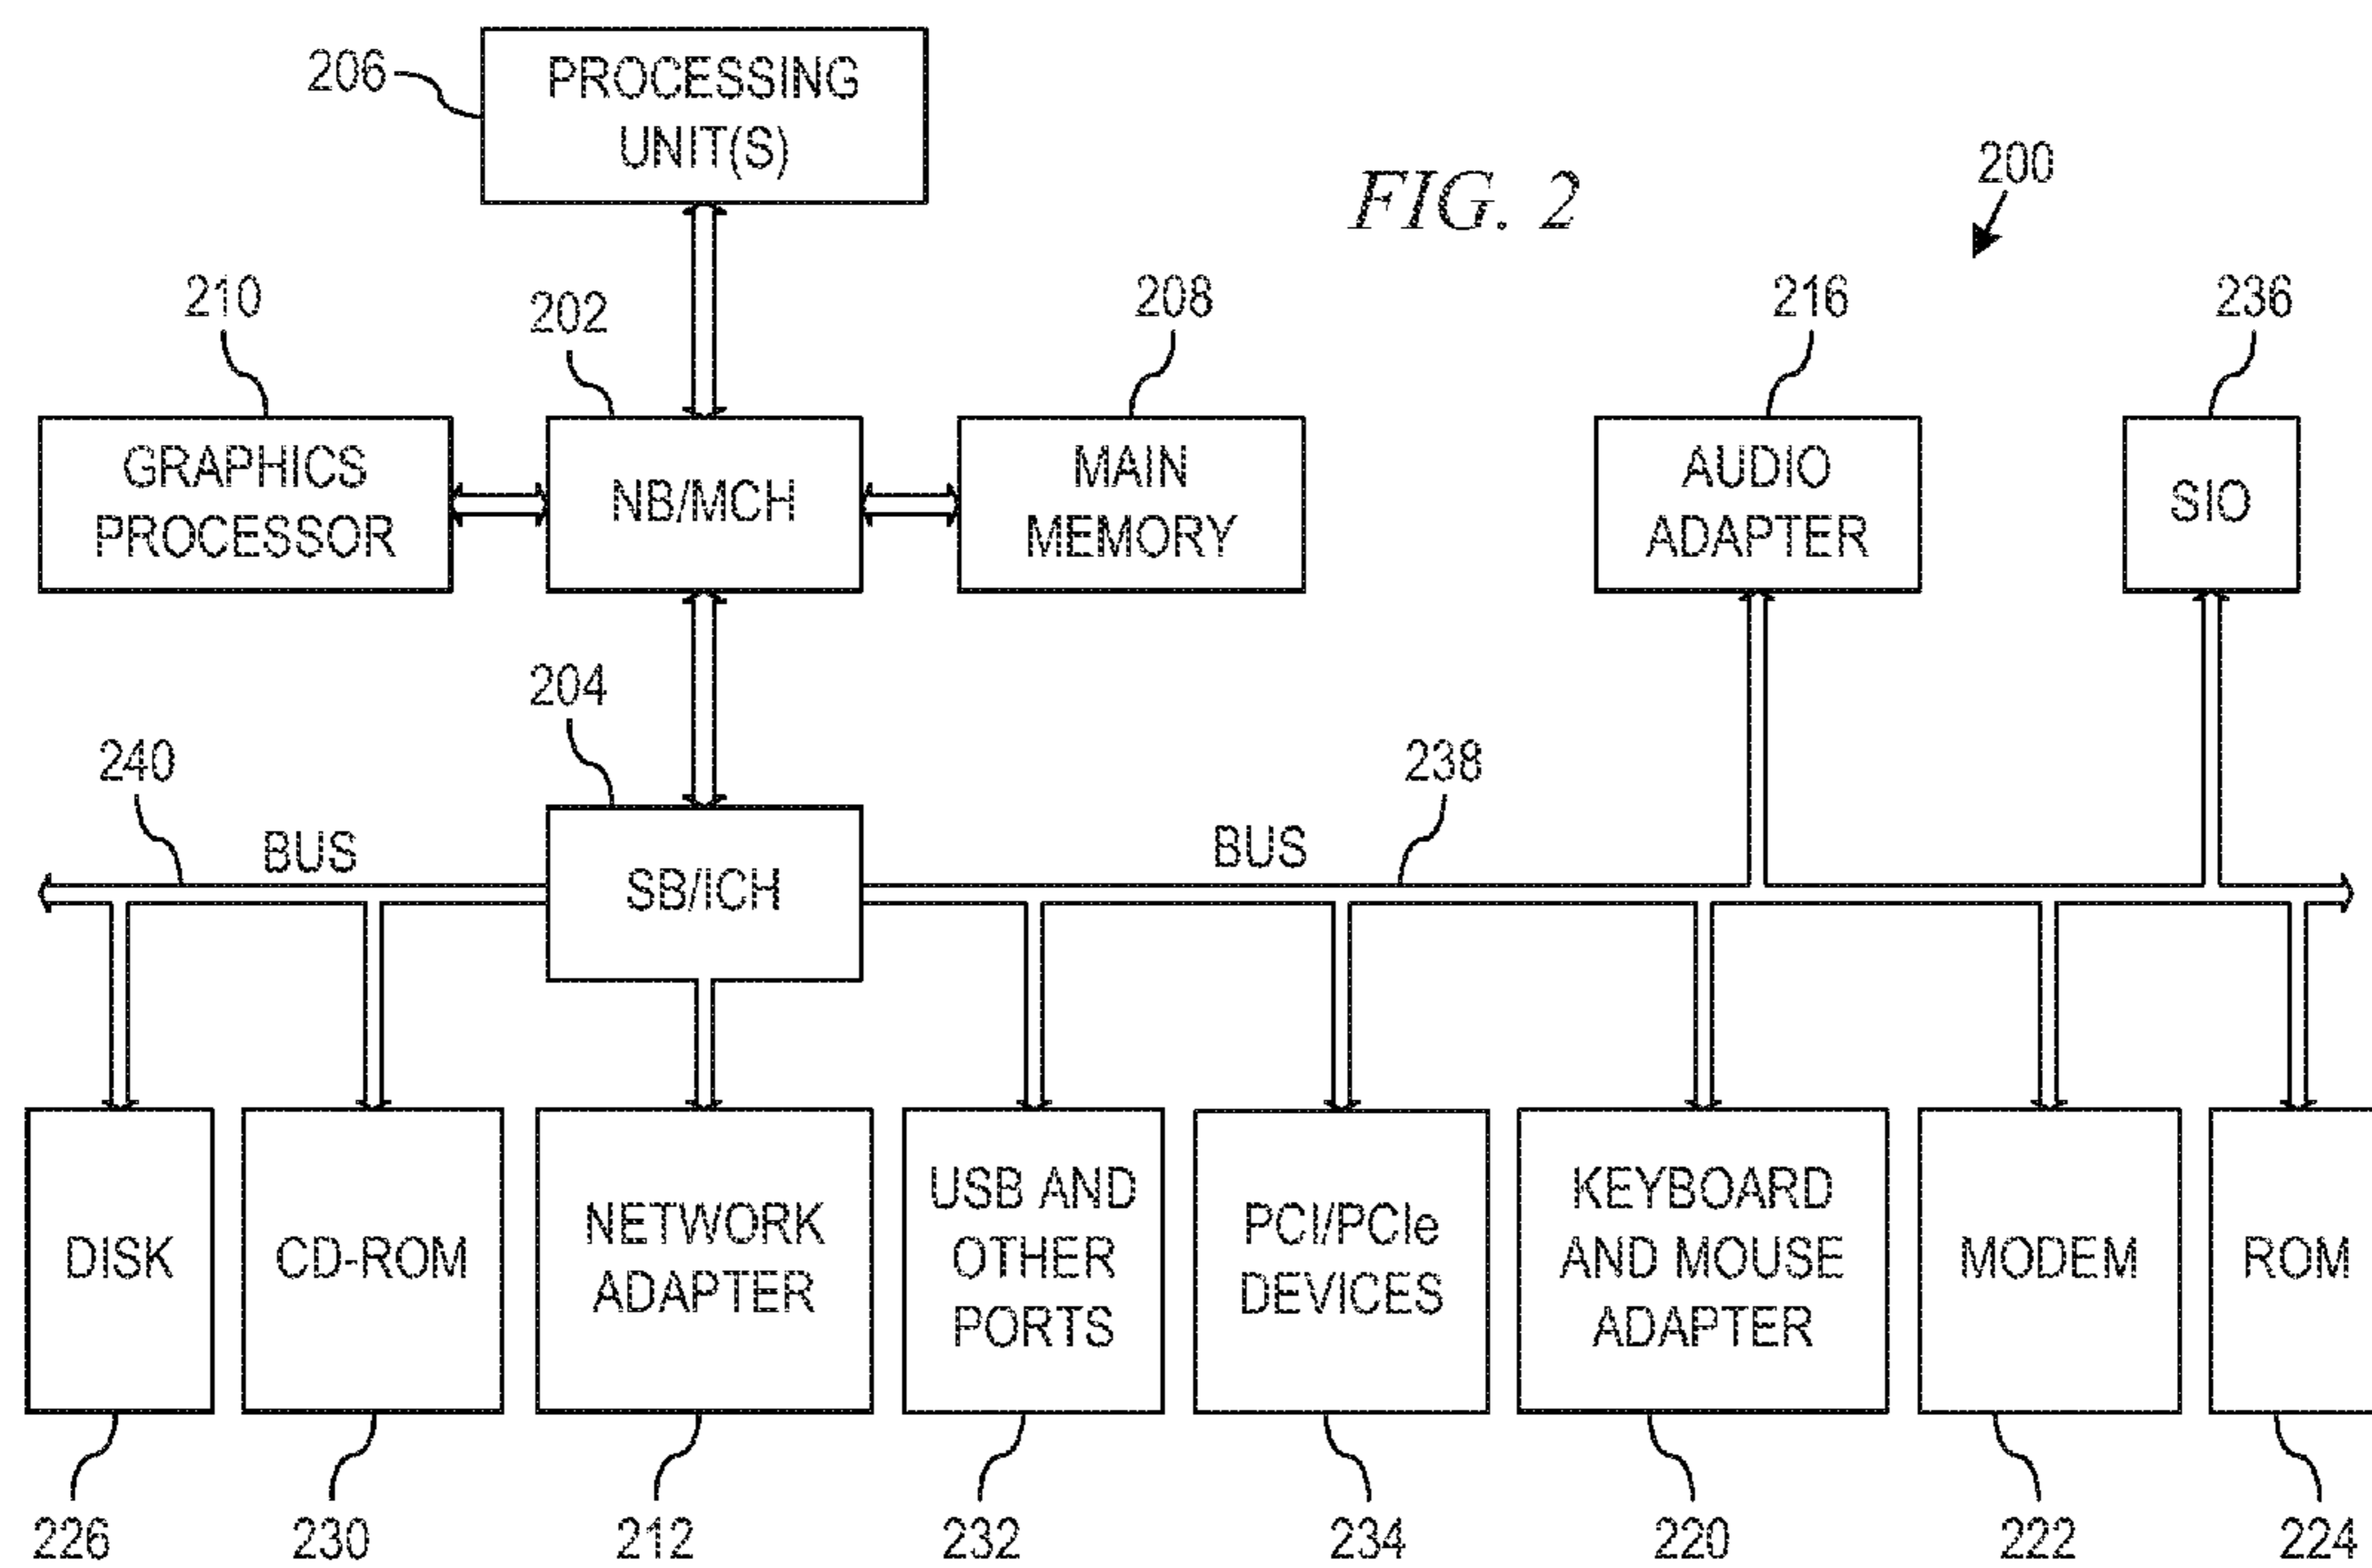 206
PROCESSING
UNIT(S)
FIG. 2
200
210
202
208
216
236
GRAPHICS
PROCESSOR
NB/MCH
MAIN
MEMORY
AUDIO
ADAPTER
SIO
204
240
BUS
SB/ICH
BUS
238
DISK
CD-ROM
NETWORK
ADAPTER
USB AND
OTHER
PORTS
PCI/PCIe
DEVICES
KEYBOARD
AND MOUSE
ADAPTER
MODEM
ROM
226
230
212
232
234
220
222
224